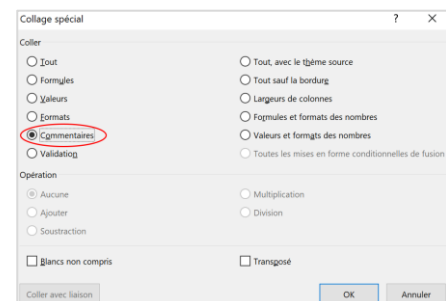 Collage spécial ? ×
Coller
Tout
Tout, avec le thème source
Formules
Tout sauf la bordure
Valeurs
Largeurs de colonnes
Formats
Formules et formats des nombres
Commentaires
Valeurs et formats des nombres
Validation
Toutes les mises en forme conditionnelles de fusion
Opération
Aucune
Multiplication
Ajouter
Division
Soustraction
Blancs non compris
Transposé
Coller avec liaison
OK
Annuler